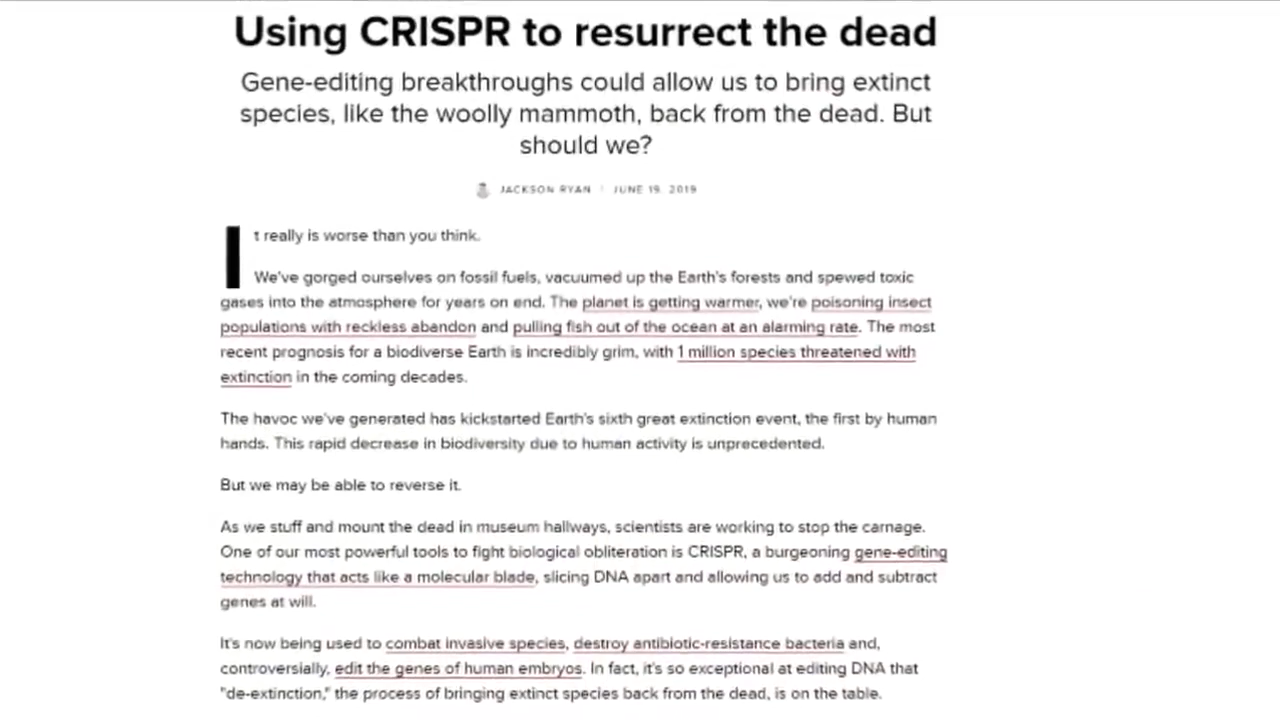 Using CRISPR to resurrect the dead
Gene-editing breakthroughs could allow us to bring extinct
species, like the woolly mammoth, back from the dead. But
should we?
JACKSON RYAN | JUNE 19, 2019
It really is worse than you think.
We've gorged ourselves on fossil fuels, vacuumed up the Earth's forests and spewed toxic
gases into the atmosphere for years on end. The planet is getting warmer, we're poisoning insect
populations with reckless abandon and pulling fish out of the ocean at an alarming rate. The most
recent prognosis for a biodiverse Earth is incredibly grim, with 1 million species threatened with
extinction in the coming decades.
The havoc we've generated has kickstarted Earth's sixth great extinction event, the first by human
hands. This rapid decrease in biodiversity due to human activity is unprecedented.
But we may be able to reverse it.
As we stuff and mount the dead in museum hallways, scientists are working to stop the carnage.
One of our most powerful tools to fight biological obliteration is CRISPR, a burgeoning gene-editing
technology that acts like a molecular blade, slicing DNA apart and allowing us to add and subtract
genes at will.
It's now being used to combat invasive species, destroy antibiotic-resistance bacteria and,
controversially, edit the genes of human embryos. In fact, it's so exceptional at editing DNA that
"de-extinction," the process of bringing extinct species back from the dead, is on the table.